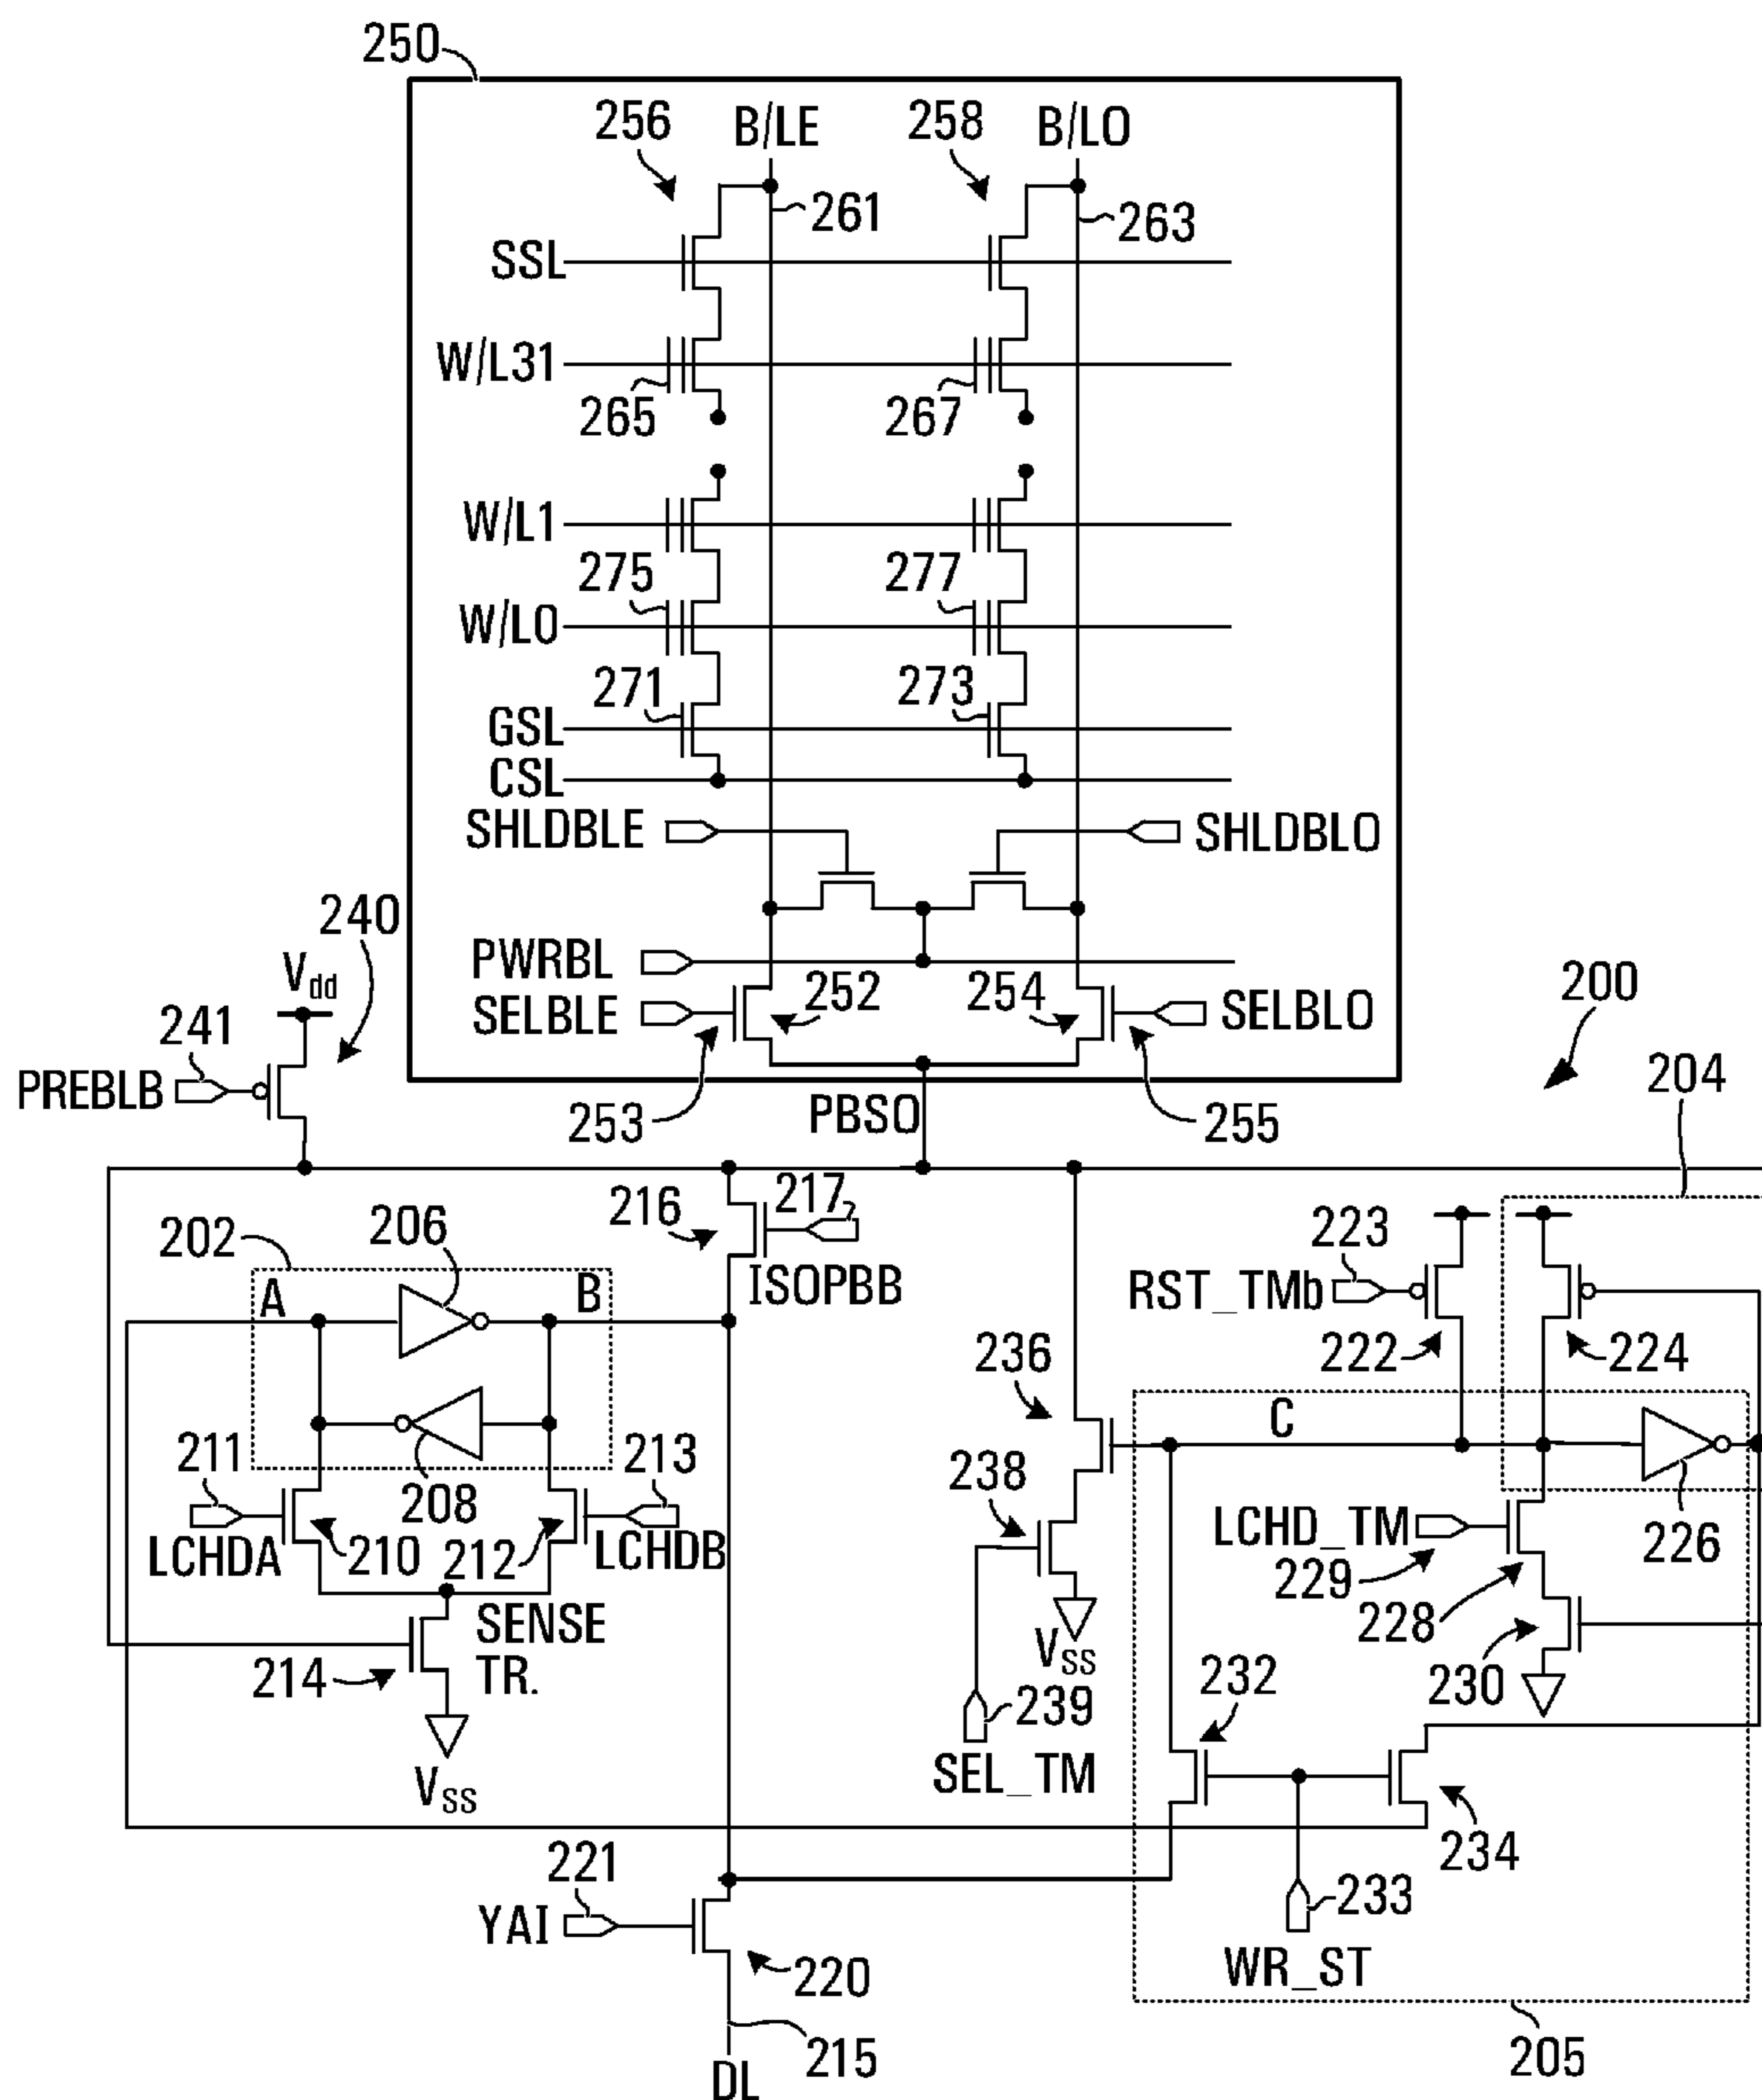 250
256
B/LE
258
B/LO
261
263
SSL
W/L31
265
267
W/L1
275
277
W/L0
271
273
GSL
CSL
SHLDBLE
SHLDBLO
240
PWRBL
Vdd
252
254
200
241
SELBLE
SELBLO
204
PREBLB
253
PBSO
255
216
217
202
206
223
A
B
ISOPBB
RST_TMb
236
222
224
C
211
213
238
208
LCHD_TM
LCHDA
210
212
LCHDB
229
226
228
SENSE
TR.
VSS
214
230
232
239
SEL_TM
VSS
234
221
233
YAI
WR_ST
220
215
205
DL